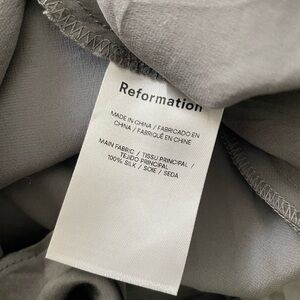 Reformation
MADE IN CHINA / FABRICADO EN
CHINA / FABRIQUÉ EN CHINE
MAIN FABRIC / TISSU PRINCIPAL /
TEJIDO PRINCIPAL
100% SILK / SOIE / SEDA